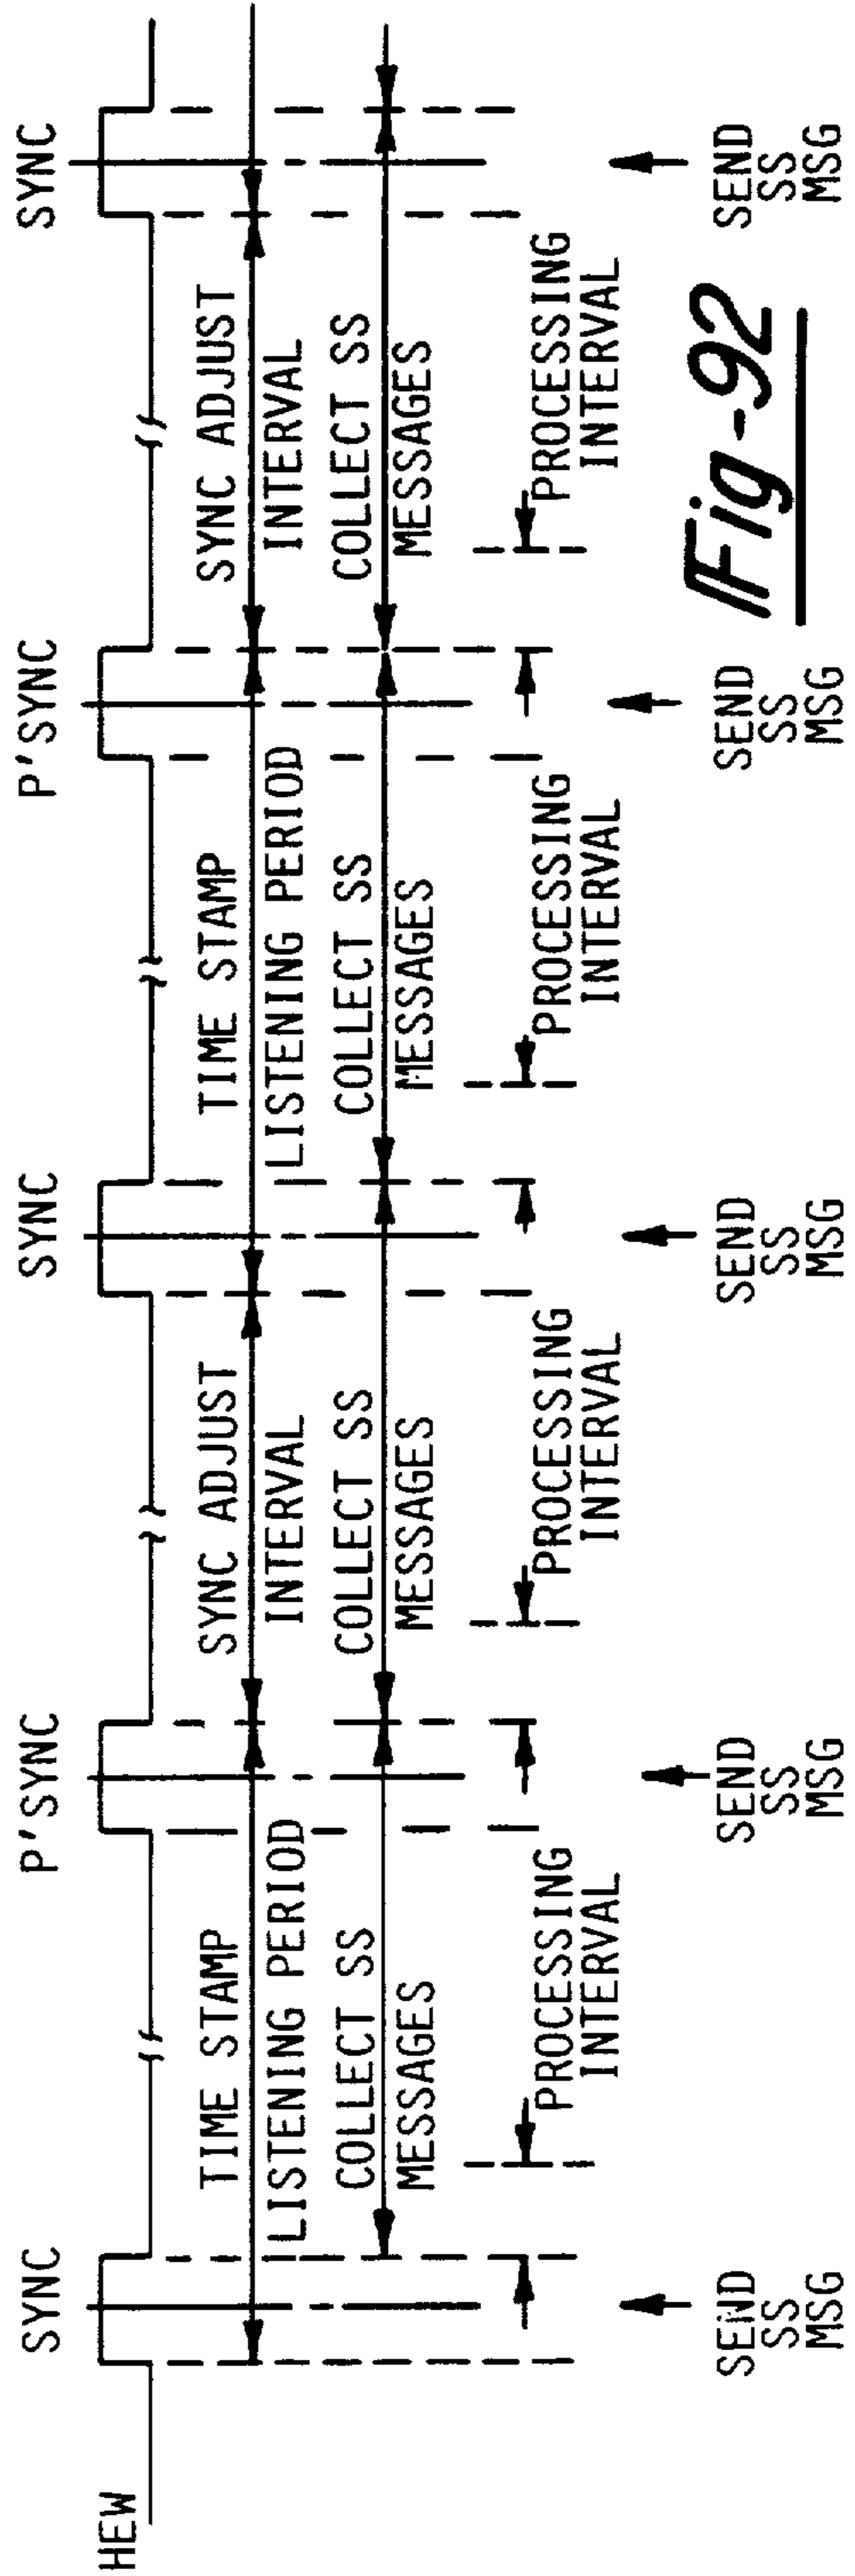 SYNC
P'SYNC
SYNC
P'SYNC
SYNC
HEW
TIME STAMP
LISTENING PERIOD
SYNC ADJUST
INTERVAL
TIME STAMP
LISTENING PERIOD
SYNC ADJUST
INTERVAL
COLLECT SS
MESSAGES
COLLECT SS
MESSAGES
COLLECT SS
MESSAGES
COLLECT SS
MESSAGES
PROCESSING
INTERVAL
PROCESSING
INTERVAL
PROCESSING
INTERVAL
PROCESSING
INTERVAL
SEND
SS
MSG
SEND
SS
MSG
SEND
SS
MSG
SEND
SS
MSG
SEND
SS
MSG
Fig-92